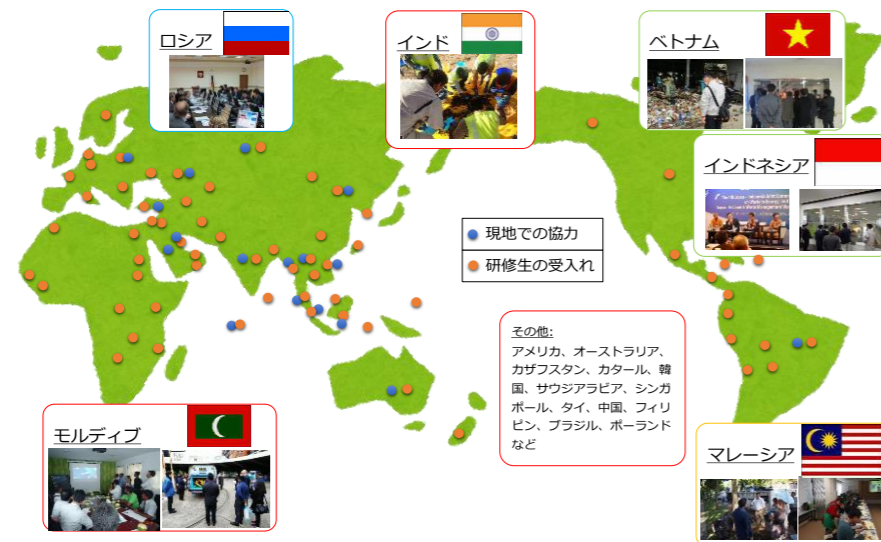 ロシア
インド
ベトナム
インドネシア
現地での協力
研修生の受入れ
その他:
アメリカ、オーストラリア、
カザフスタン、カタール、韓
国、サウジアラビア、シンガ
ポール、タイ、中国、フィリ
ピン、ブラジル、ポーランド
など
モルディブ
マレーシア